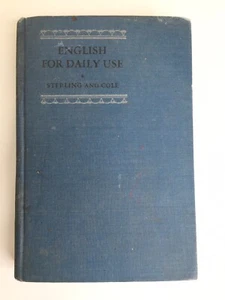 ENGLISH
FOR DAILY USE
STERLING AND COLE